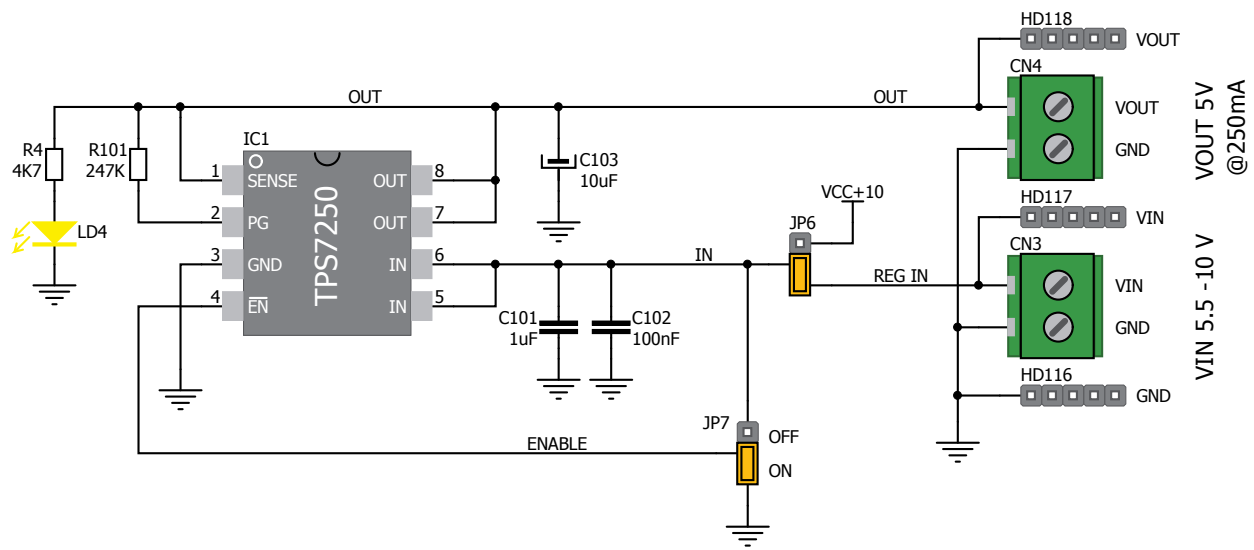 HD118
VOUT
CN4
VOUT
GND
VOUT 5V
@250mA
OUT
OUT
R4
4K7
R101
247K
IC1
TPS7250
1
SENSE
2
PG
3
GND
4
EN
OUT
8
OUT
7
IN
6
IN
5
C103
10uF
LD4
VCC+10
JP6
IN
REG IN
HD117
VIN
CN3
VIN
GND
VIN 5.5 -10 V
C101
1uF
C102
100nF
HD116
GND
JP7
OFF
ON
ENABLE